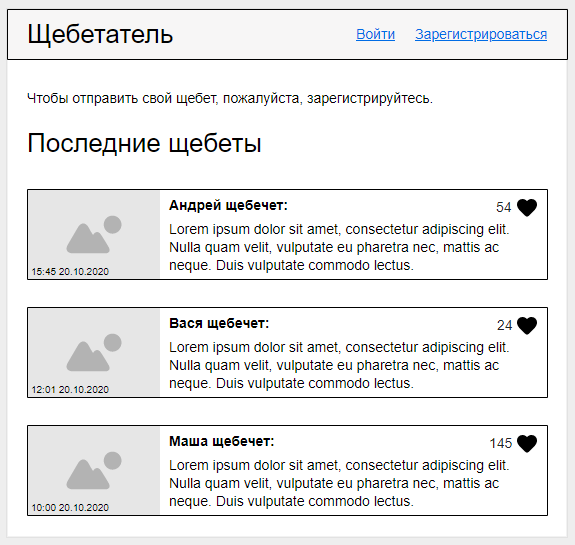 Щебетатель Войти Зарегистрироваться
Чтобы отправить свой щебет, пожалуйста, зарегистрируйтесь.
Последние щебеты
Андрей щебечет: 54
Lorem ipsum dolor sit amet, consectetur adipiscing elit.
Nulla quam velit, vulputate eu pharetra nec, mattis ac
neque. Duis vulputate commodo lectus.
15:45 20.10.2020
Вася щебечет: 24
Lorem ipsum dolor sit amet, consectetur adipiscing elit.
Nulla quam velit, vulputate eu pharetra nec, mattis ac
neque. Duis vulputate commodo lectus.
12:01 20.10.2020
Маша щебечет: 145
Lorem ipsum dolor sit amet, consectetur adipiscing elit.
Nulla quam velit, vulputate eu pharetra nec, mattis ac
neque. Duis vulputate commodo lectus.
10:00 20.10.2020